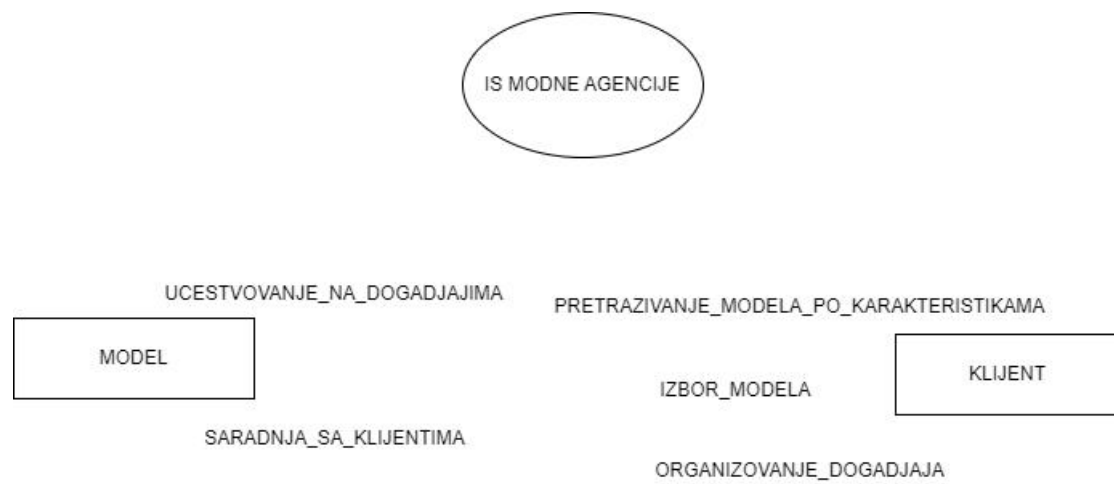 IS MODNE AGENCIJE
UCESTVOVANJE_NA_DOGADJAJIMA
PRETRAZIVANJE_MODELA_PO_KARAKTERISTIKAMA
MODEL
KLIJENT
IZBOR_MODELA
SARADNJA_SA_KLIJENTIMA
ORGANIZOVANJE_DOGADJAJA